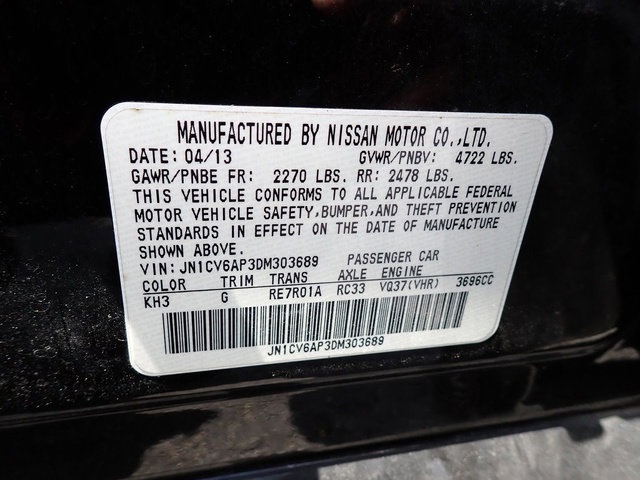 MANUFACTURED BY NISSAN MOTOR CO.,LTD.
DATE: 04/13 GVWR/PNBV: 4722 LBS.
GAWR/PNBE FR: 2270 LBS. RR: 2478 LBS.
THIS VEHICLE CONFORMS TO ALL APPLICABLE FEDERAL
MOTOR VEHICLE SAFETY,BUMPER,AND THEFT PREVENTION
STANDARDS IN EFFECT ON THE DATE OF MANUFACTURE
SHOWN ABOVE.
VIN: JN1CV6AP3DM303689 PASSENGER CAR
COLOR TRIM TRANS AXLE ENGINE
KH3 G RE7R01A RC33 VQ37(VHR) 3696CC
JN1CV6AP3DM303689